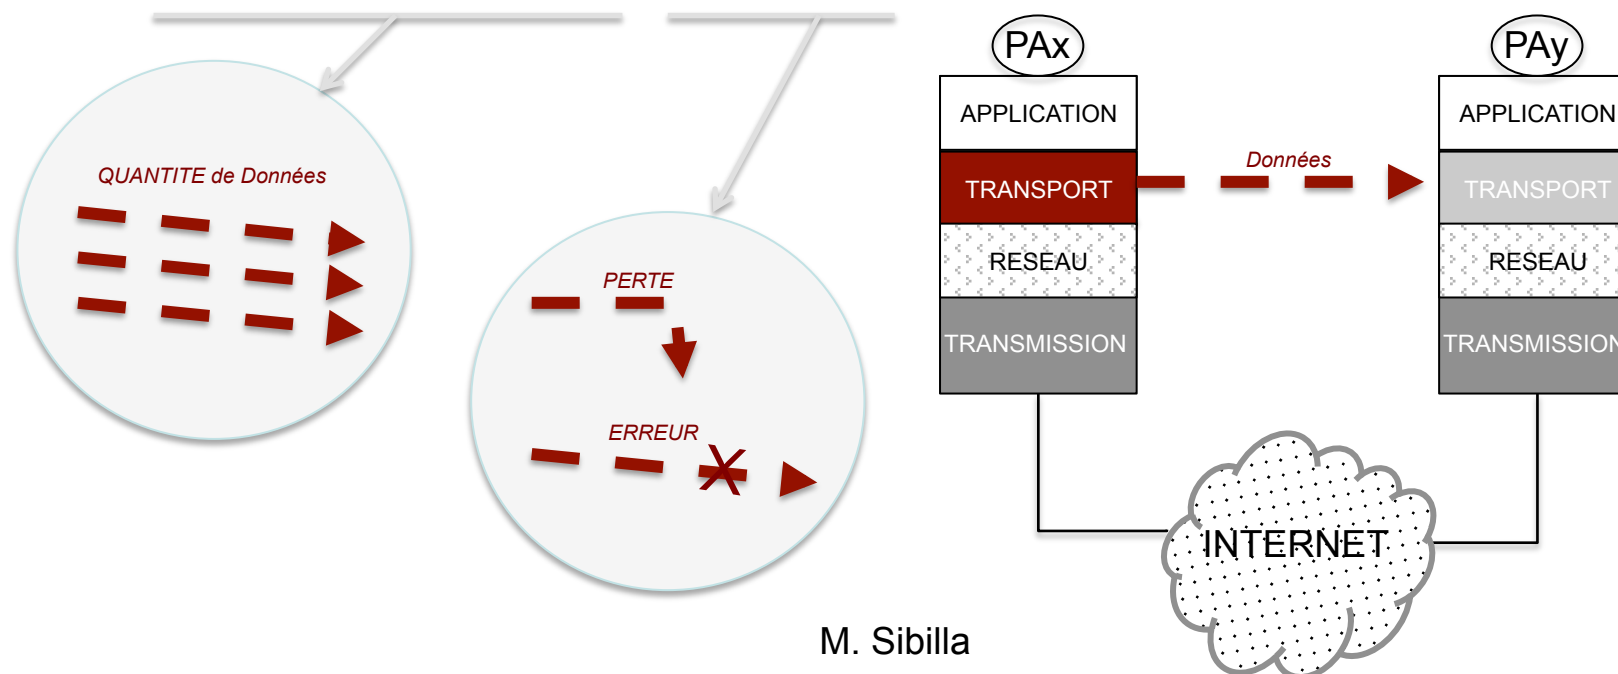 QUANTITE de Données
PERTE
ERREUR
PAx
APPLICATION
TRANSPORT
RESEAU
TRANSMISSION
Données
PAy
APPLICATION
TRANSPORT
RESEAU
TRANSMISSION
INTERNET
M. Sibilla